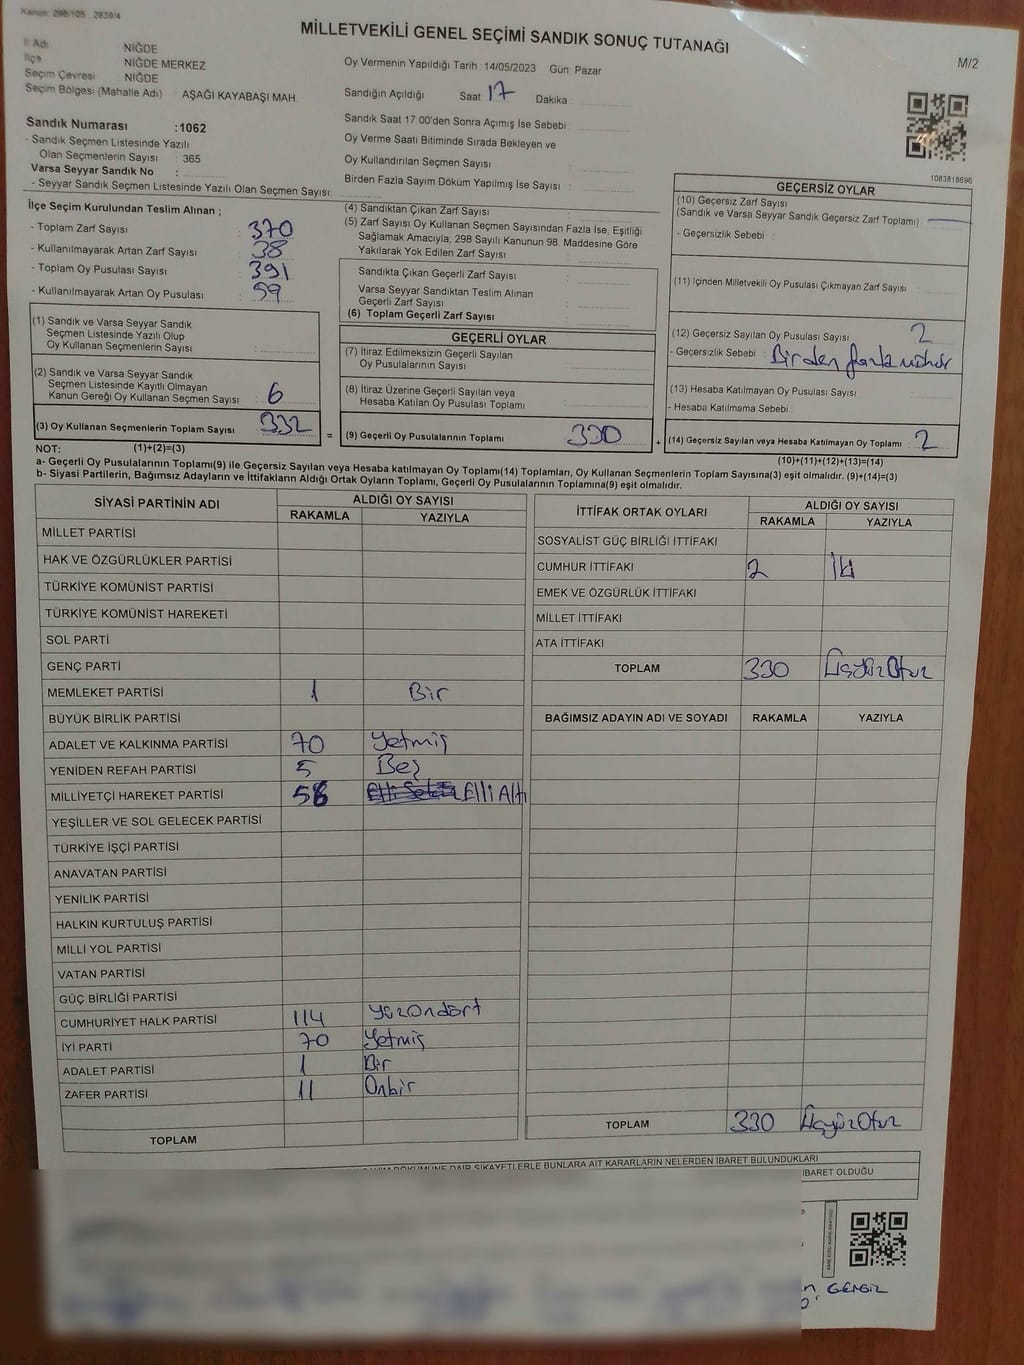 Kanun: 298/105 . 2839/4
MİLLETVEKİLİ GENEL SEÇİMİ SANDIK SONUÇ TUTANAĞI
M/2
İl Adı NİĞDE
İlçe NİĞDE MERKEZ
Seçim Çevresi NİĞDE
Seçim Bölgesi (Mahalle Adı) : AŞAĞI KAYABAŞI MAH.
Oy Vermenin Yapıldığı Tarih :14/05/2023 Gün: Pazar
Sandığın Açıldığı Saat 17 Dakika
Sandık Saat 17:00'den Sonra Açımış İse Sebebi :
Oy Verme Saati Bitiminde Sırada Bekleyen ve
Oy Kullandırılan Seçmen Sayısı :
Birden Fazla Sayım Döküm Yapılmış İse Sayısı :
Sandık Numarası :1062
- Sandık Seçmen Listesinde Yazılı
Olan Seçmenlerin Sayısı : 365
Varsa Seyyar Sandık No :
- Seyyar Sandık Seçmen Listesinde Yazılı Olan Seçmen Sayısı:
1083818696
İlçe Seçim Kurulundan Teslim Alınan ;
- Toplam Zarf Sayısı : 370
- Kullanılmayarak Artan Zarf Sayısı : 38
- Toplam Oy Pusulası Sayısı : 391
- Kullanılmayarak Artan Oy Pusulası : 59
(1) Sandık ve Varsa Seyyar Sandık
Seçmen Listesinde Yazılı Olup
Oy Kullanan Seçmenlerin Sayısı :
(2) Sandık ve Varsa Seyyar Sandık
Seçmen Listesinde Kayıtlı Olmayan
Kanun Gereği Oy Kullanan Seçmen Sayısı : 6
(3) Oy Kullanan Seçmenlerin Toplam Sayısı : 332
(4) Sandıktan Çıkan Zarf Sayısı :
(5) Zarf Sayısı Oy Kullanan Seçmen Sayısından Fazla İse, Eşitliği
Sağlamak Amacıyla; 298 Sayılı Kanunun 98. Maddesine Göre
Yakılarak Yok Edilen Zarf Sayısı :
Sandıkta Çıkan Geçerli Zarf Sayısı :
Varsa Seyyar Sandıktan Teslim Alınan
Geçerli Zarf Sayısı :
(6) Toplam Geçerli Zarf Sayısı :
GEÇERLİ OYLAR
(7) İtiraz Edilmeksizin Geçerli Sayılan
Oy Pusulalarının Sayısı :
(8) İtiraz Üzerine Geçerli Sayılan veya
Hesaba Katılan Oy Pusulası Toplamı :
= (9) Geçerli Oy Pusulalarının Toplamı : 330
GEÇERSİZ OYLAR
(10) Geçersiz Zarf Sayısı
(Sandık ve Varsa Seyyar Sandık Geçersiz Zarf Toplamı) :
- Geçersizlik Sebebi :
(11) İçinden Milletvekili Oy Pusulası Çıkmayan Zarf Sayısı :
(12) Geçersiz Sayılan Oy Pusulası Sayısı : 2
- Geçersizlik Sebebi : Birden fazla mühür
(13) Hesaba Katılmayan Oy Pusulası Sayısı :
- Hesaba Katılmama Sebebi :
+ (14) Geçersiz Sayılan veya Hesaba Katılmayan Oy Toplamı : 2
NOT: (1)+(2)=(3)
(10)+(11)+(12)+(13)=(14)
a- Geçerli Oy Pusulalarının Toplamı(9) ile Geçersiz Sayılan veya Hesaba katılmayan Oy Toplamı(14) Toplamları, Oy Kullanan Seçmenlerin Toplam Sayısına(3) eşit olmalıdır. (9)+(14)=(3)
b- Siyasi Partilerin, Bağımsız Adayların ve İttifakların Aldığı Ortak Oyların Toplamı, Geçerli Oy Pusulalarının Toplamına(9) eşit olmalıdır.
SİYASİ PARTİNİN ADI ALDIĞI OY SAYISI
RAKAMLA YAZIYLA
MİLLET PARTİSİ
HAK VE ÖZGÜRLÜKLER PARTİSİ
TÜRKİYE KOMÜNİST PARTİSİ
TÜRKİYE KOMÜNİST HAREKETİ
SOL PARTİ
GENÇ PARTİ
MEMLEKET PARTİSİ 1 Bir
BÜYÜK BİRLİK PARTİSİ
ADALET VE KALKINMA PARTİSİ 70 Yetmiş
YENİDEN REFAH PARTİSİ 5 Beş
MİLLİYETÇİ HAREKET PARTİSİ 56 Elli Altı
YEŞİLLER VE SOL GELECEK PARTİSİ
TÜRKİYE İŞÇİ PARTİSİ
ANAVATAN PARTİSİ
YENİLİK PARTİSİ
HALKIN KURTULUŞ PARTİSİ
MİLLİ YOL PARTİSİ
VATAN PARTİSİ
GÜÇ BİRLİĞİ PARTİSİ
CUMHURİYET HALK PARTİSİ 114 Yüzondört
İYİ PARTİ 70 Yetmiş
ADALET PARTİSİ 1 Bir
ZAFER PARTİSİ 11 Onbir
TOPLAM
İTTİFAK ORTAK OYLARI ALDIĞI OY SAYISI
RAKAMLA YAZIYLA
SOSYALİST GÜÇ BİRLİĞİ İTTİFAKI
CUMHUR İTTİFAKI 2 İki
EMEK VE ÖZGÜRLÜK İTTİFAKI
MİLLET İTTİFAKI
ATA İTTİFAKI
TOPLAM 330 ÜçyüzOtuz
BAĞIMSIZ ADAYIN ADI VE SOYADI RAKAMLA YAZIYLA
TOPLAM 330 ÜçyüzOtuz
DÖKÜMÜNE DAİR ŞİKAYETLERLE BUNLARA AİT KARARLARIN NELERDEN İBARET BULUNDUKLARI
İBARET OLDUĞU